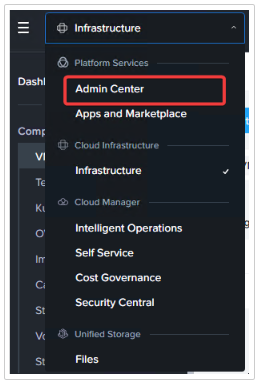 Infrastructure
Platform Services
Dashl
Admin Center
Apps and Marketplace
Comp
Cloud Infrastructure
Infrastructure
Te
Ku
Cloud Manager
Intelligent Operations
Im
Self Service
Ca
Cost Governance
St
Security Central
Vo
Unified Storage
Files
St